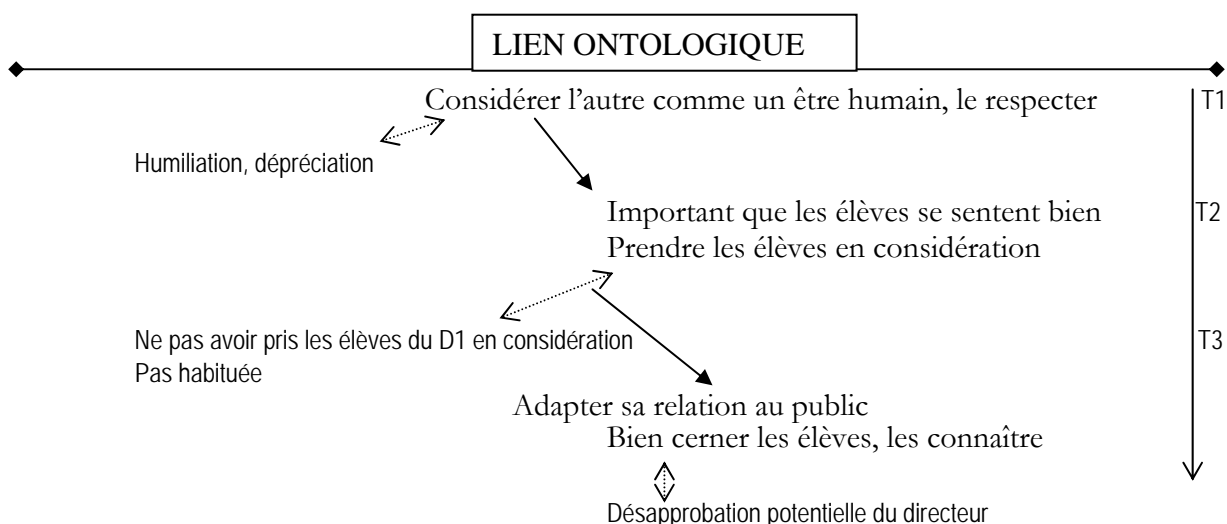 LIEN ONTOLOGIQUE
Considérer l’autre comme un être humain, le respecter
T1
Humiliation, dépréciation
Important que les élèves se sentent bien
T2
Prendre les élèves en considération
Ne pas avoir pris les élèves du D1 en considération
T3
Pas habituée
Adapter sa relation au public
Bien cerner les élèves, les connaître
Désapprobation potentielle du directeur